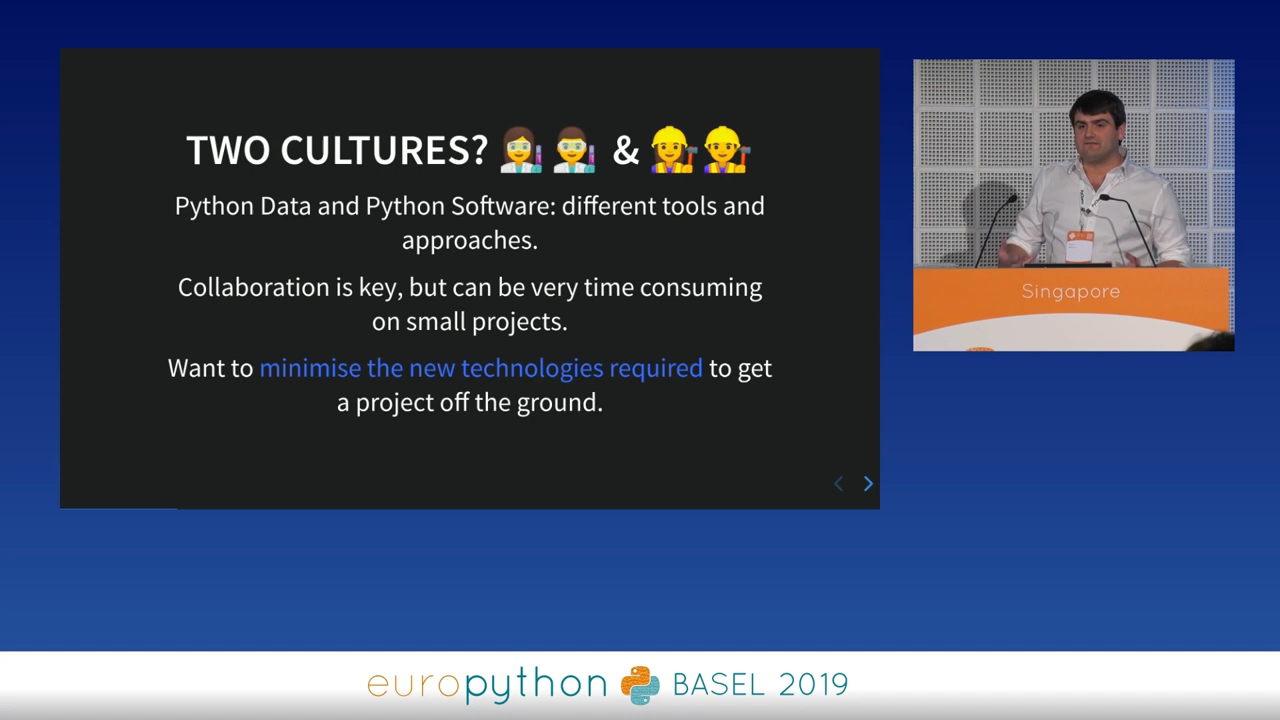 TWO CULTURES? 👩‍🔬👨‍🔬 & 👷‍♀️👷
Python Data and Python Software: different tools and
approaches.
Collaboration is key, but can be very time consuming
on small projects.
Want to minimise the new technologies required to get
a project off the ground.
Singapore
europython BASEL 2019